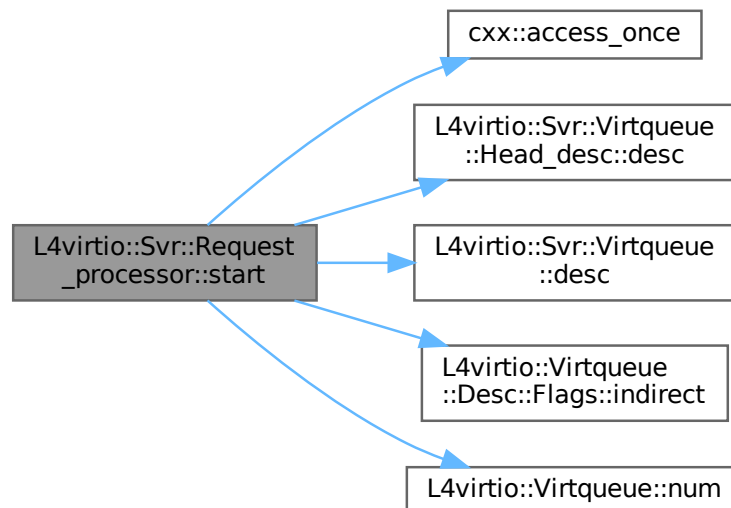 cxx::access_once
L4virtio::Svr::Virtqueue
::Head_desc::desc
L4virtio::Svr::Request
_processor::start
L4virtio::Svr::Virtqueue
::desc
L4virtio::Virtqueue
::Desc::Flags::indirect
L4virtio::Virtqueue::num